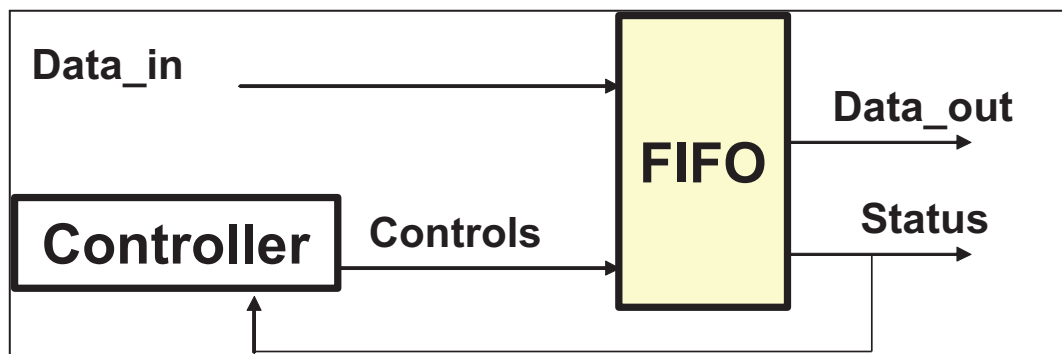 Data_in
Data_out
FIFO
Status
Controls
Controller